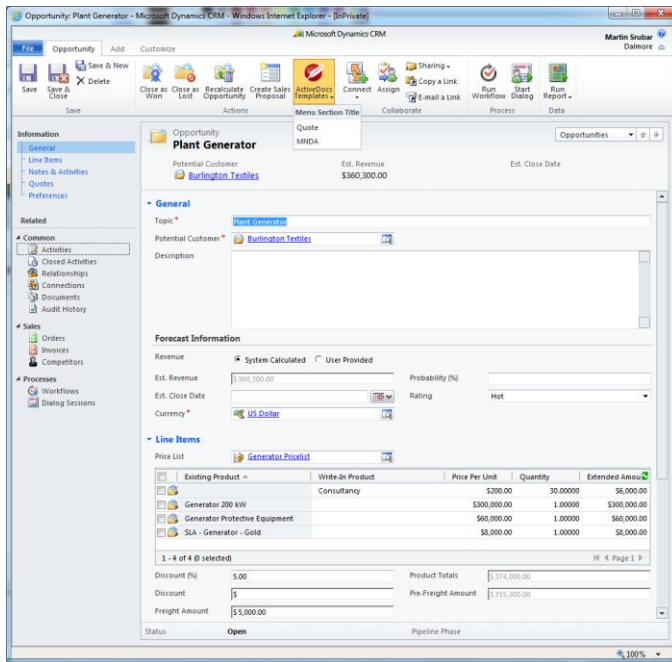 Opportunity: Plant Generator - Microsoft Dynamics CRM - Windows Internet Explorer - [InPrivate]
Microsoft Dynamics CRM
Martin Srubar
Dalmore
File Opportunity Add Customize
Save
Save & Close
Save & New
Delete
Close as Won
Close as Lost
Recalculate Opportunity
Create Sales Proposal
ActiveDocs Templates
Connect
Assign
Sharing
Copy a Link
E-mail a Link
Run Workflow
Start Dialog
Run Report
Save Actions Collaborate Process Data
Menu Section Title
Quote
MNDA
Information
General
Line Items
Notes & Activities
Quotes
Preferences
Related
Common
Activities
Closed Activities
Relationships
Connections
Documents
Audit History
Sales
Orders
Invoices
Competitors
Processes
Workflows
Dialog Sessions
Opportunity
Plant Generator
Opportunities
Potential Customer Est. Revenue Est. Close Date
Burlington Textiles $360,300.00
General
Topic * Plant Generator
Potential Customer * Burlington Textiles
Description
Forecast Information
Revenue System Calculated User Provided
Est. Revenue $360,300.00 Probability (%)
Est. Close Date Rating Hot
Currency * US Dollar
Line Items
Price List Generator Pricelist
Existing Product Write-In Product Price Per Unit Quantity Extended Amou
Consultancy $200.00 30.00000 $6,000.00
Generator 200 kW $300,000.00 1.00000 $300,000.00
Generator Protective Equipment $60,000.00 1.00000 $60,000.00
SLA - Generator - Gold $8,000.00 1.00000 $8,000.00
1 - 4 of 4 (0 selected) Page 1
Discount (%) 5.00 Product Totals $374,000.00
Discount $ Pre-Freight Amount $355,300.00
Freight Amount $5,000.00
Status Open Pipeline Phase
100%